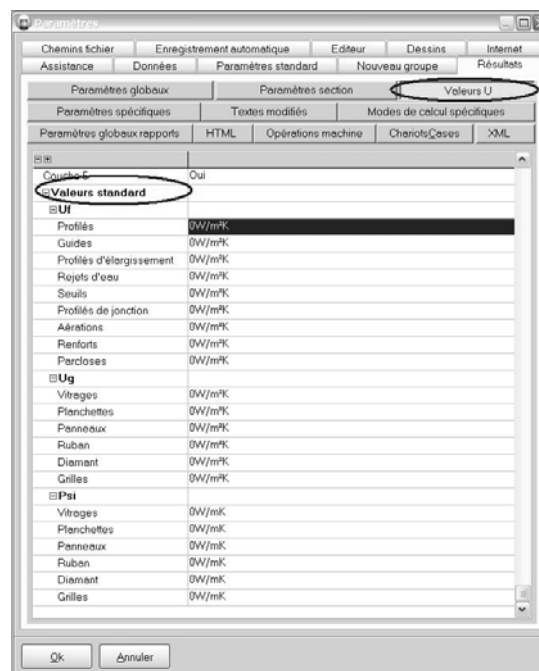 Paramètres
Chemins fichier Enregistrement automatique Editeur Dessins Internet
Assistance Données Paramètres standard Nouveau groupe Résultats
Paramètres globaux Paramètres section Valeurs U
Paramètres spécifiques Textes modifiés Modes de calcul spécifiques
Paramètres globaux rapports HTML Opérations machine ChariotsCases XML
Couche 5 Oui
Valeurs standard
Uf
Profilés 0W/m²K
Guides 0W/m²K
Profilés d'élargissement 0W/m²K
Rejets d'eau 0W/m²K
Seuils 0W/m²K
Profilés de jonction 0W/m²K
Aérations 0W/m²K
Renforts 0W/m²K
Parcloses 0W/m²K
Ug
Vitrages 0W/m²K
Planchettes 0W/m²K
Panneaux 0W/m²K
Ruban 0W/m²K
Diamant 0W/m²K
Grilles 0W/m²K
Psi
Vitrages 0W/mK
Planchettes 0W/mK
Panneaux 0W/mK
Ruban 0W/mK
Diamant 0W/mK
Grilles 0W/mK
Ok Annuler